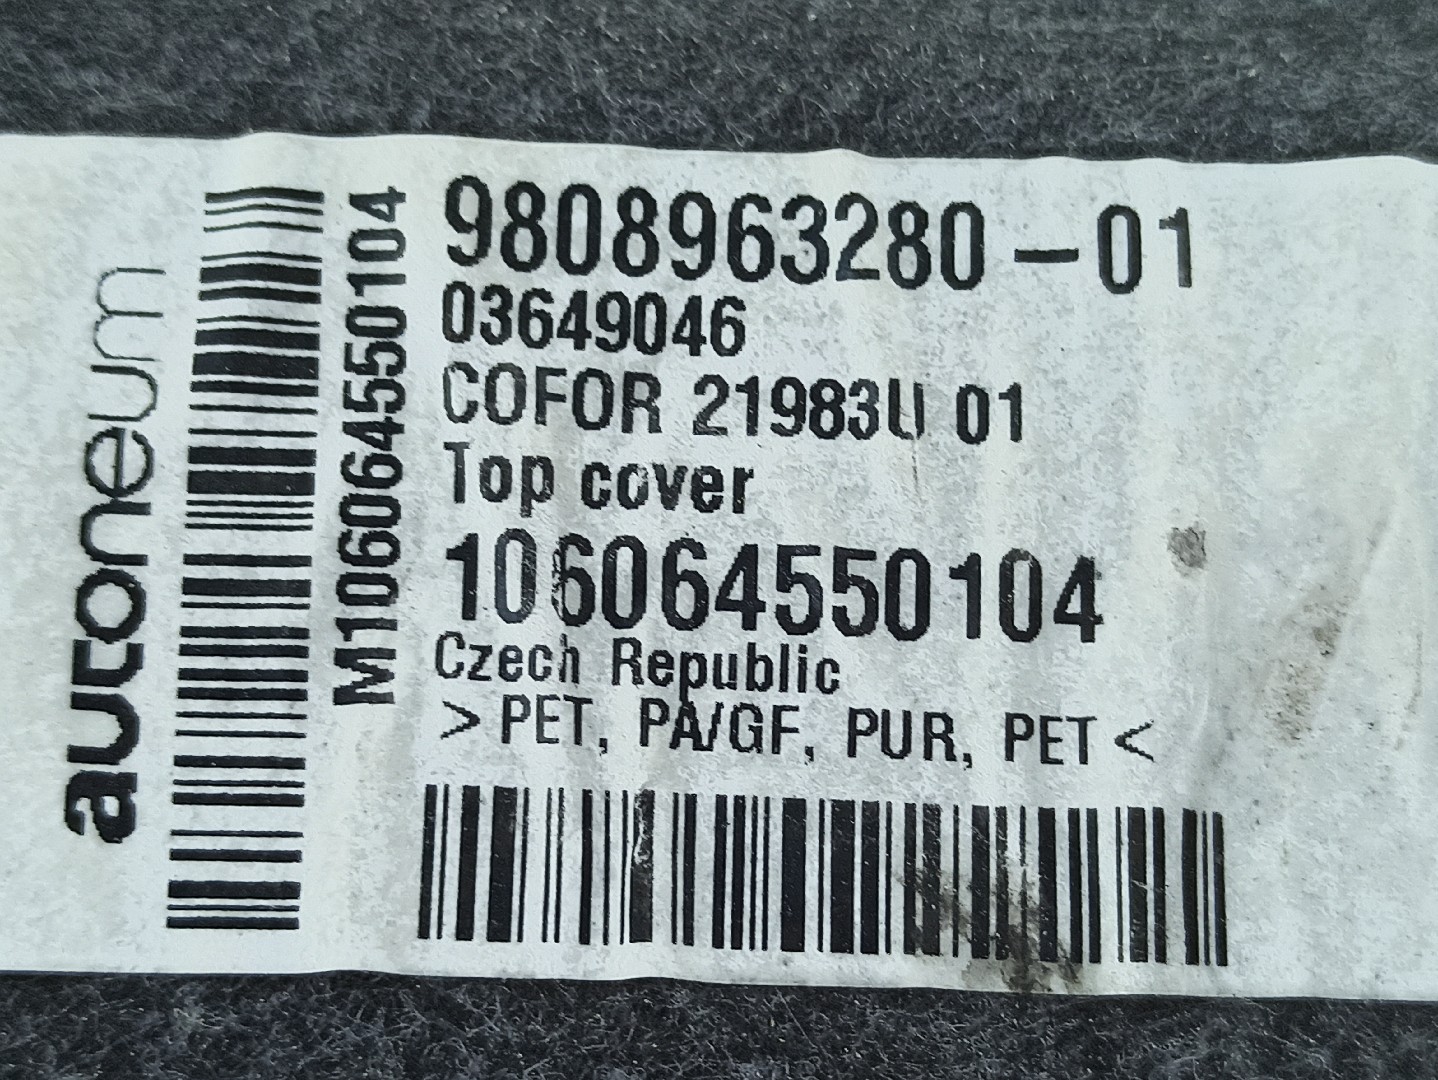 autoneum
M106064550104
9808963280-01
03649046
COFOR 21983U 01
Top cover
106064550104
Czech Republic
>PET, PA/GF, PUR, PET<